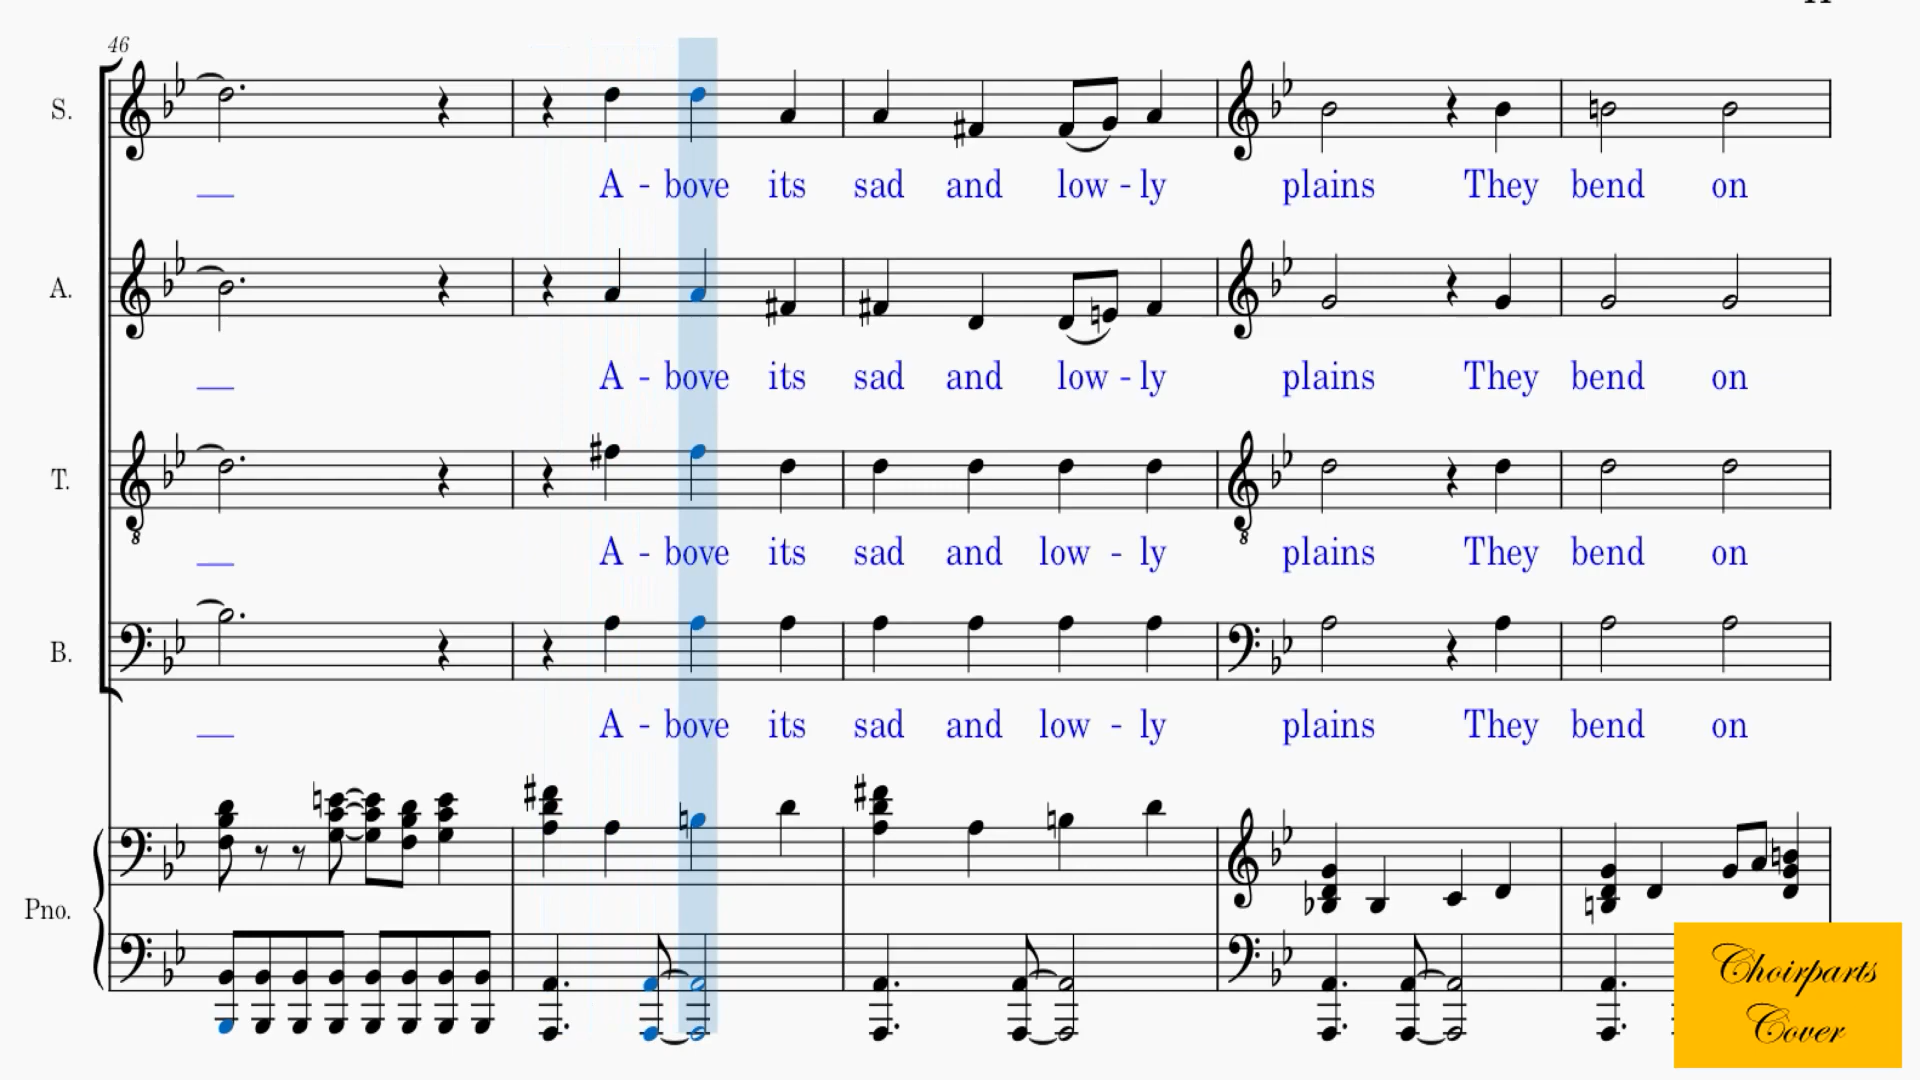 46
S.
A - bove its sad and low - ly plains They bend on
A.
A - bove its sad and low - ly plains They bend on
T.
8
8
A - bove its sad and low - ly plains They bend on
B.
A - bove its sad and low - ly plains They bend on
Pno.
Choirparts
Cover